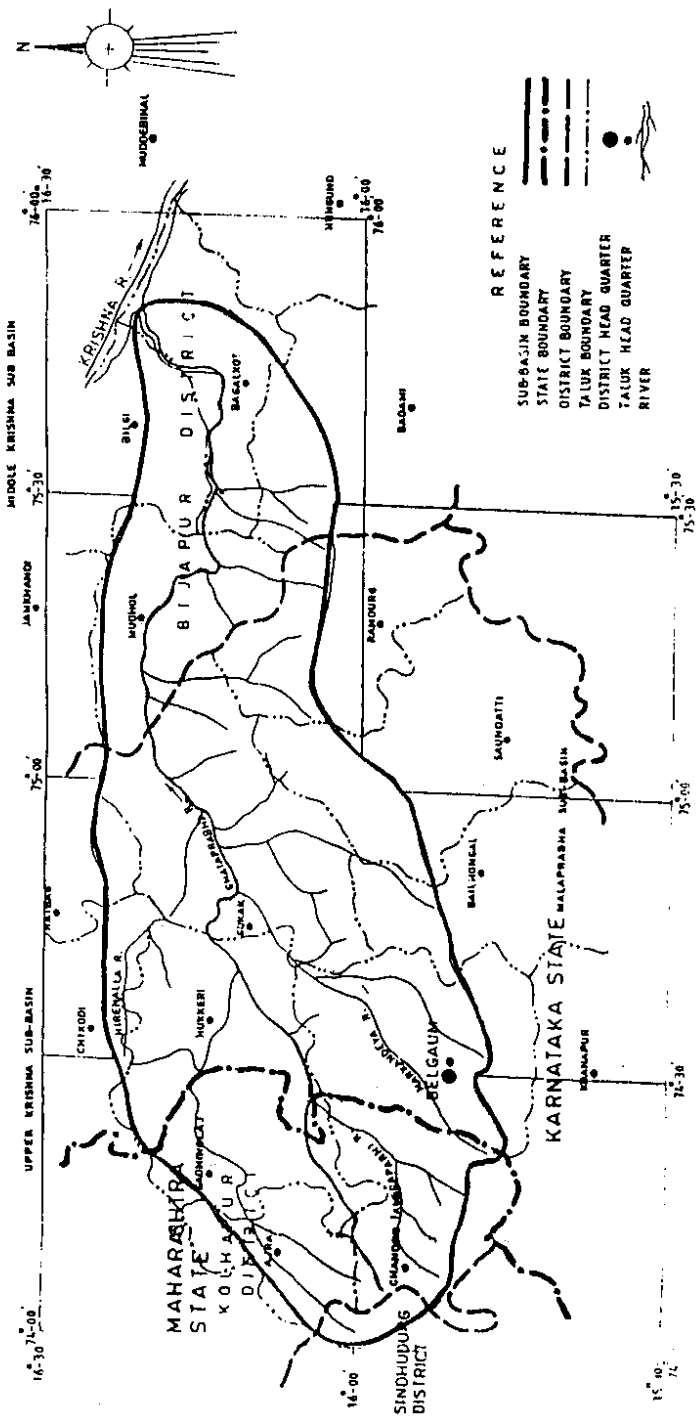 N
MUDDEBIHAL
16-30'
76-00'
HUNGUND
16-00'
76-00'
MIDDLE KRISHNA SUB BASIN
KRISHNA R.
BILGI
BAGALKOT
BADAMI
75-30'
15-30'
75-30'
JAMKHANDI
MUDHOL
BIJAPUR DISTRICT
RAMDURG
SAUNDATTI
75-00'
75-00'
GHATAPRABHA R.
GOKAK
BAILHONGAL
MALAPRABHA SUB-BASIN
UPPER KRISHNA SUB-BASIN
CHIKODI
HIRENALLA R.
HUKKERI
MARKANDEYA R.
BELGAUM
KARNATAKA STATE
KHANAPUR
74-30'
MAHARASHTRA
STATE
KOLHAPUR
DISTRICT
GADHINGLAJ
AJRA
CHANDGAD
TAMBRAPARNI R.
SINDHUDURG
DISTRICT
16-30'
74-00'
16-00'
74
REFERENCE
SUB-BASIN BOUNDARY
STATE BOUNDARY
DISTRICT BOUNDARY
TALUK BOUNDARY
DISTRICT HEAD QUARTER
TALUK HEAD QUARTER
RIVER